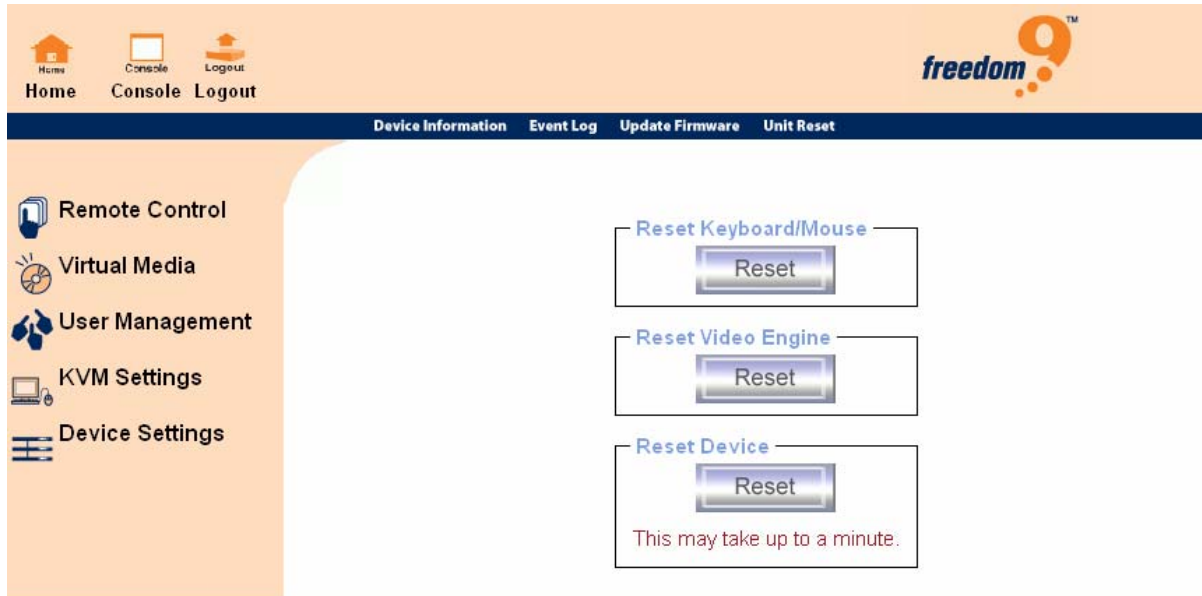 Home Console Logout
Home Console Logout
freedom9™
Device Information Event Log Update Firmware Unit Reset
Remote Control
Virtual Media
User Management
KVM Settings
Device Settings
Reset Keyboard/Mouse
Reset
Reset Video Engine
Reset
Reset Device
Reset
This may take up to a minute.